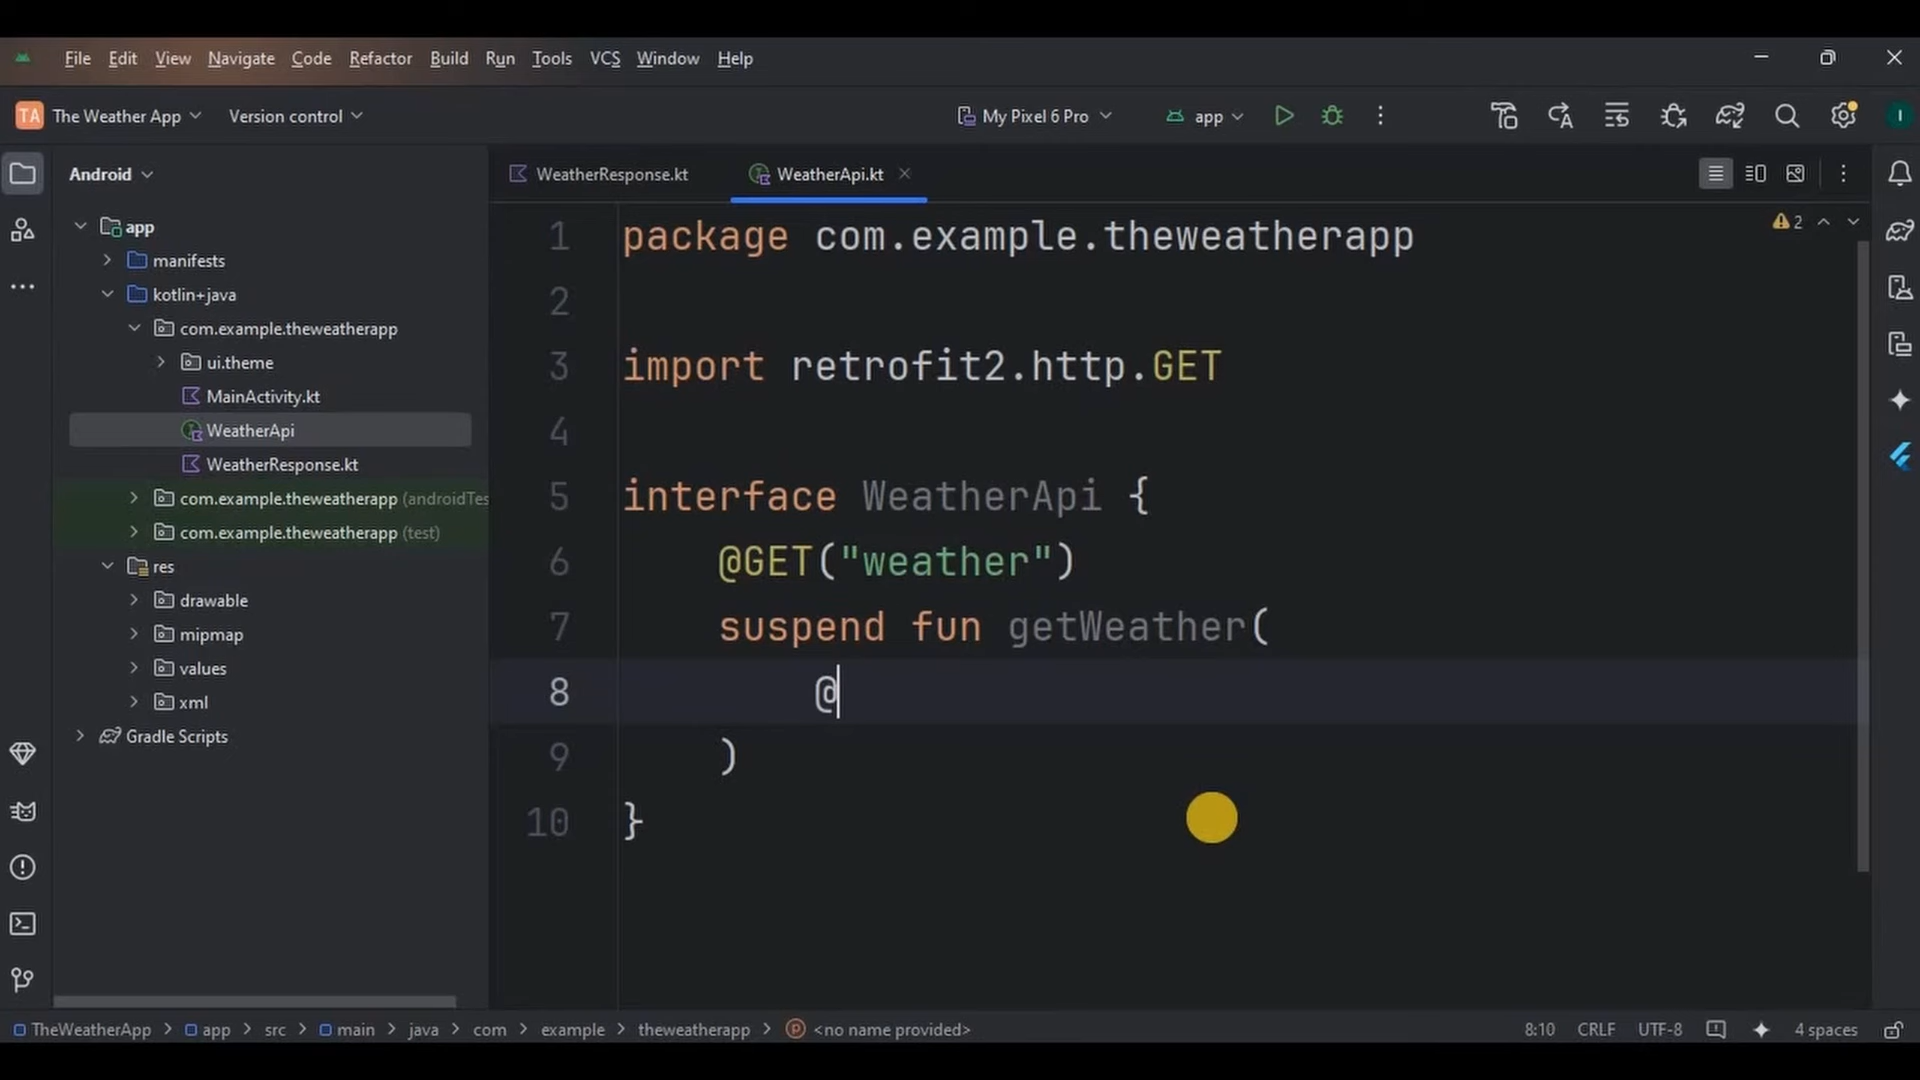 File Edit View Navigate Code Refactor Build Run Tools VCS Window Help
TA The Weather App Version control My Pixel 6 Pro app I
Android
app
manifests
kotlin+java
com.example.theweatherapp
ui.theme
MainActivity.kt
WeatherApi
WeatherResponse.kt
com.example.theweatherapp (androidTes
com.example.theweatherapp (test)
res
drawable
mipmap
values
xml
Gradle Scripts
WeatherResponse.kt WeatherApi.kt
2
1 package com.example.theweatherapp
2
3 import retrofit2.http.GET
4
5 interface WeatherApi {
6 @GET("weather")
7 suspend fun getWeather(
8 @
9 )
10 }
TheWeatherApp > app > src > main > java > com > example > theweatherapp > <no name provided> 8:10 CRLF UTF-8 4 spaces